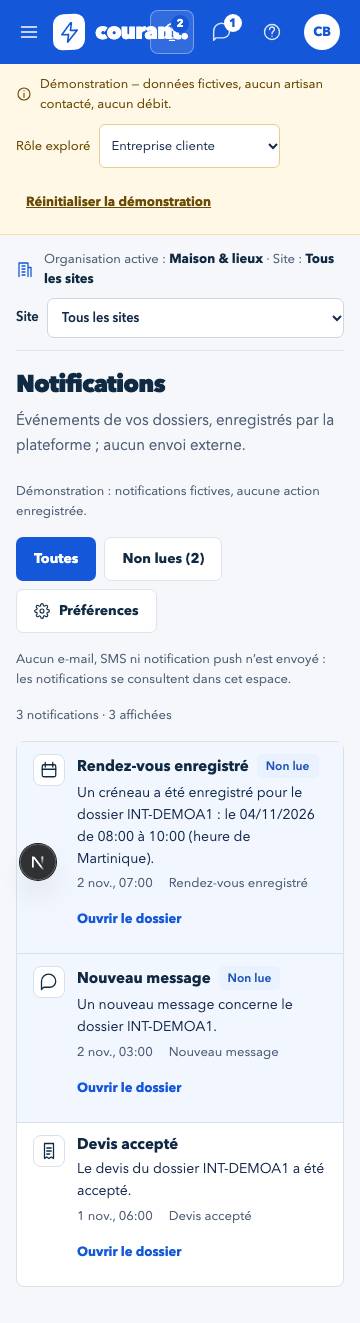 couran
2
1
CB
Démonstration — données fictives, aucun artisan
contacté, aucun débit.
Rôle exploré
Entreprise cliente
Réinitialiser la démonstration
Organisation active : Maison & lieux · Site : Tous
les sites
Site
Tous les sites
Notifications
Événements de vos dossiers, enregistrés par la
plateforme ; aucun envoi externe.
Démonstration : notifications fictives, aucune action
enregistrée.
Toutes
Non lues (2)
Préférences
Aucun e-mail, SMS ni notification push n’est envoyé :
les notifications se consultent dans cet espace.
3 notifications · 3 affichées
Rendez-vous enregistré Non lue
Un créneau a été enregistré pour le
dossier INT-DEMOA1 : le 04/11/2026
de 08:00 à 10:00 (heure de
Martinique).
2 nov., 07:00 Rendez-vous enregistré
Ouvrir le dossier
N
Nouveau message Non lue
Un nouveau message concerne le
dossier INT-DEMOA1.
2 nov., 03:00 Nouveau message
Ouvrir le dossier
Devis accepté
Le devis du dossier INT-DEMOA1 a été
accepté.
1 nov., 06:00 Devis accepté
Ouvrir le dossier